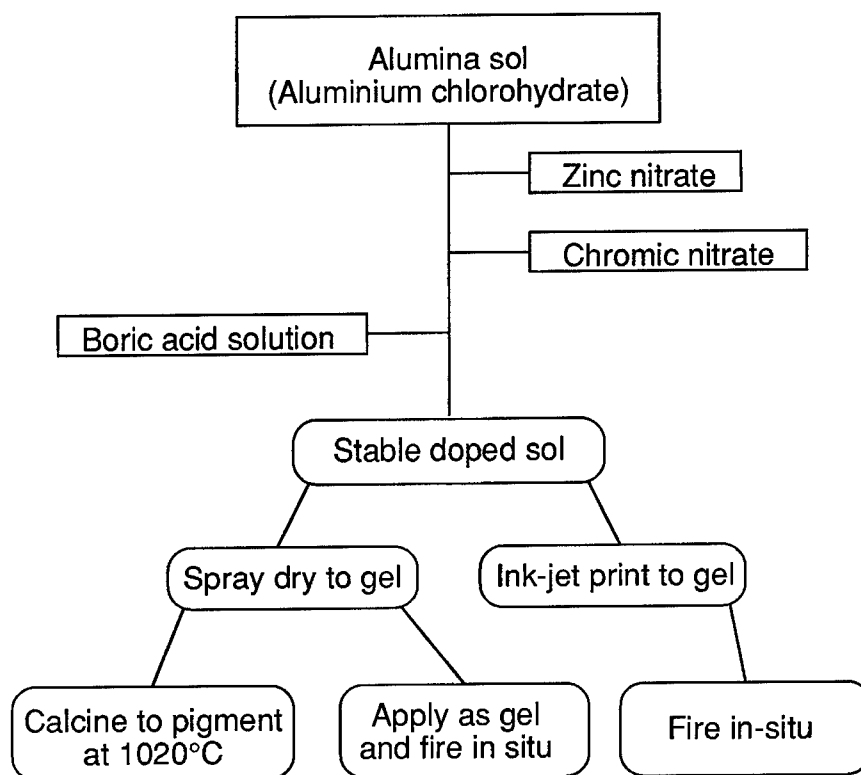 Alumina sol
(Aluminium chlorohydrate)
Zinc nitrate
Chromic nitrate
Boric acid solution
Stable doped sol
Spray dry to gel
Ink-jet print to gel
Calcine to pigment
at 1020°C
Apply as gel
and fire in situ
Fire in-situ